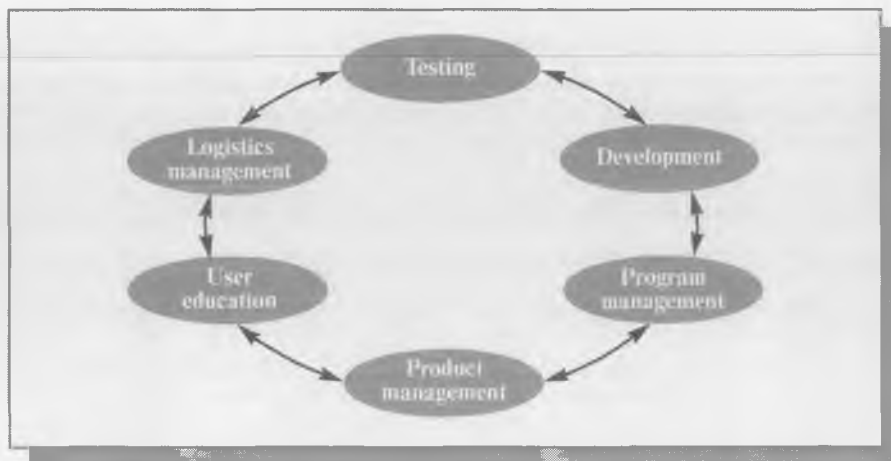 Testing
Logistics
management
Development
User
education
Program
management
Product
management